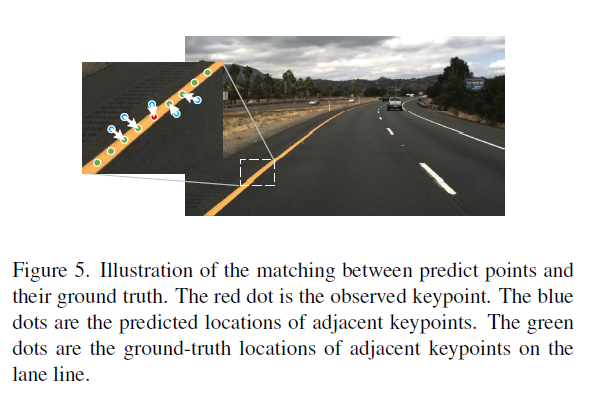 Figure 5. Illustration of the matching between predict points and
their ground truth. The red dot is the observed keypoint. The blue
dots are the predicted locations of adjacent keypoints. The green
dots are the ground-truth locations of adjacent keypoints on the
lane line.